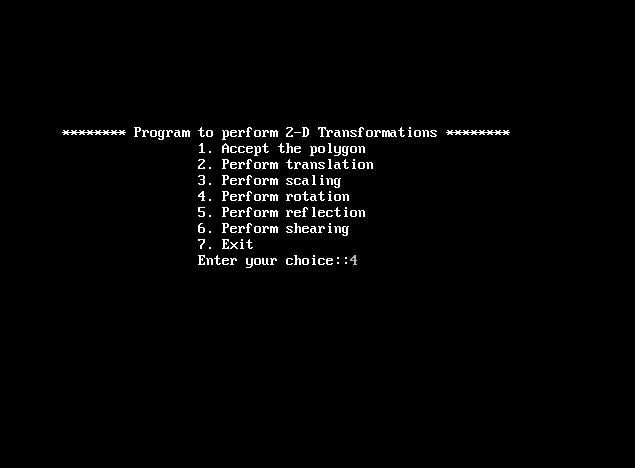 ******** Program to perform 2-D Transformations ********
1. Accept the polygon
2. Perform translation
3. Perform scaling
4. Perform rotation
5. Perform reflection
6. Perform shearing
7. Exit
Enter your choice::4